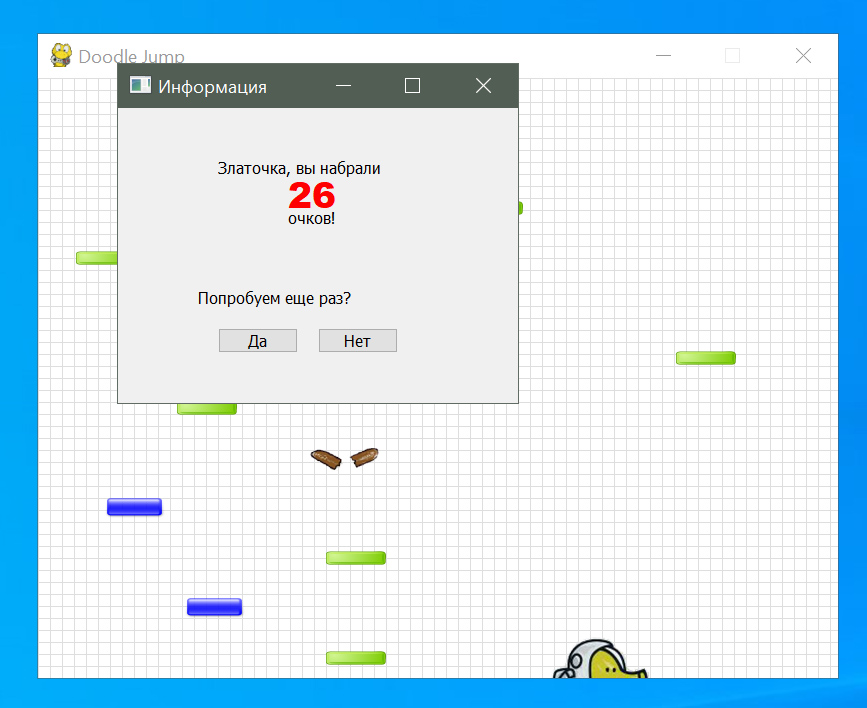 Doodle Jump
Информация
Златочка, вы набрали
26
очков!
Попробуем еще раз?
Да
Нет